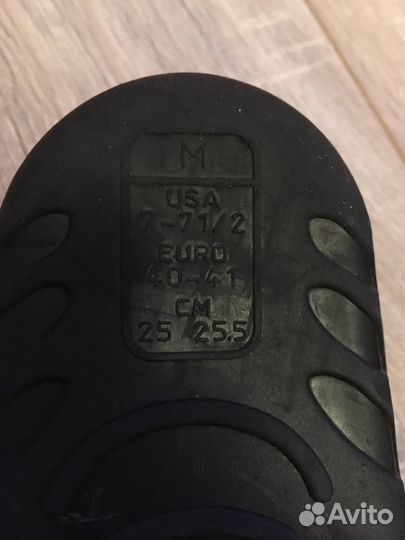 M
USA
7-71/2
EURO
40-41
CM
25 25.5
Avito